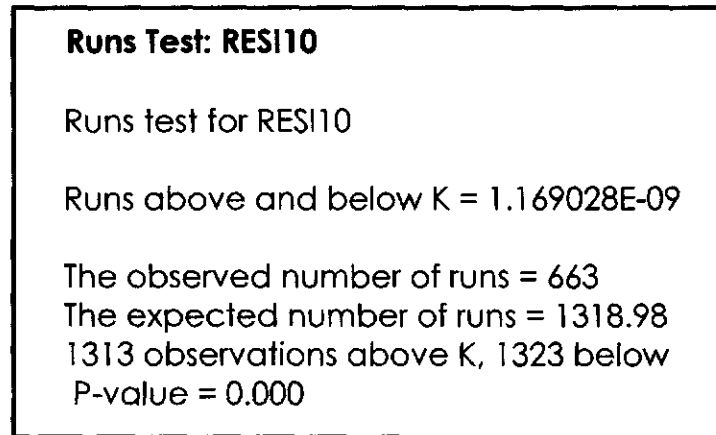 Runs Test: RESI10
Runs test for RESI10
Runs above and below K = 1.169028E-09
The observed number of runs = 663
The expected number of runs = 1318.98
1313 observations above K, 1323 below
P-value = 0.000